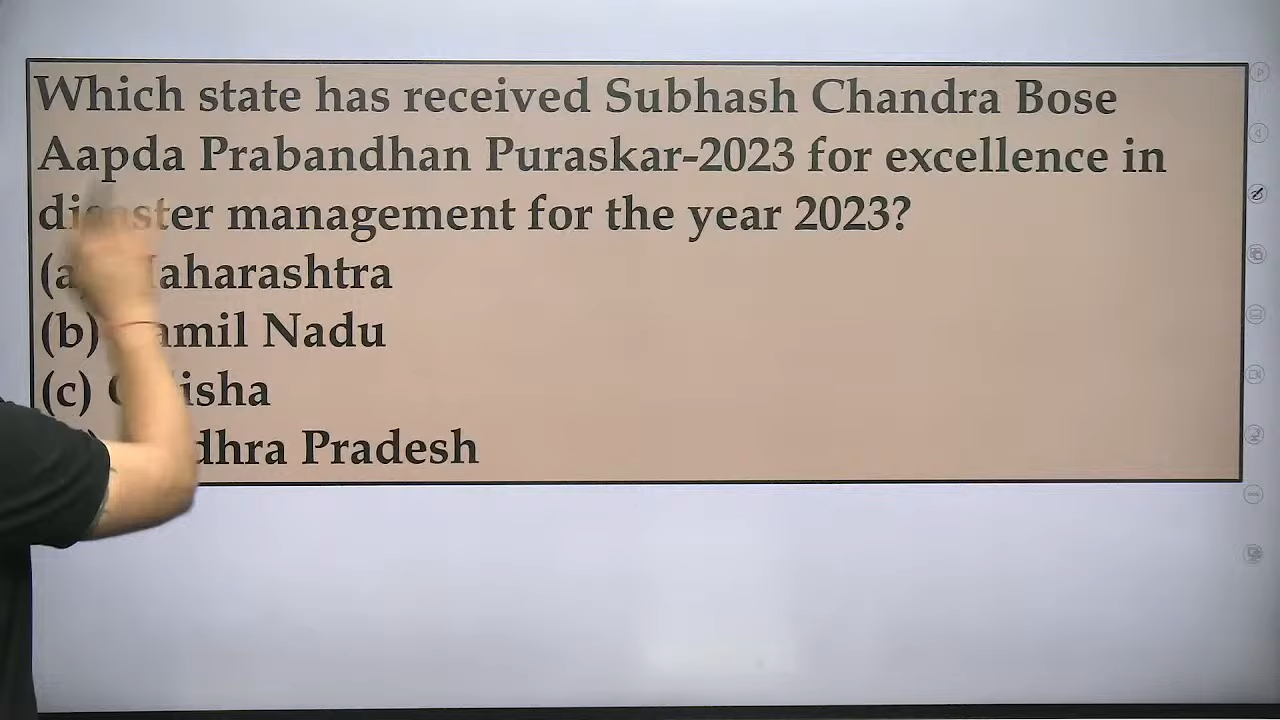 Which state has received Subhash Chandra Bose
Aapda Prabandhan Puraskar-2023 for excellence in
management for the year 2023?
(b) Nadu
(c)
Pradesh